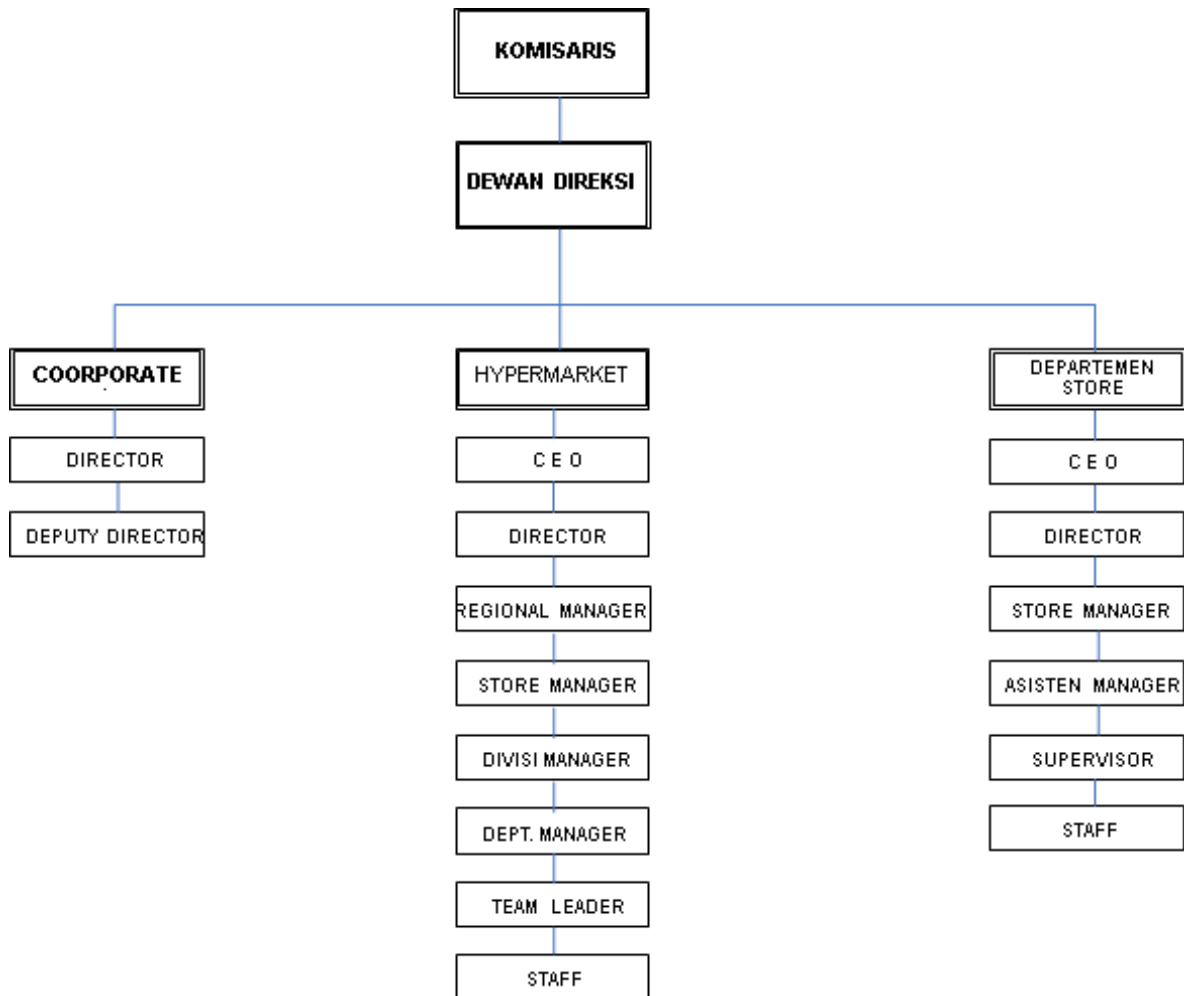 KOMISARIS
DEWAN DIREKSI
COORPORATE
HYPERMARKET
DEPARTEMEN
STORE
DIRECTOR
C E O
C E O
DEPUTY DIRECTOR
DIRECTOR
DIRECTOR
REGIONAL MANAGER
STORE MANAGER
STORE MANAGER
ASISTEN MANAGER
DIVISI MANAGER
SUPERVISOR
DEPT. MANAGER
STAFF
TEAM LEADER
STAFF